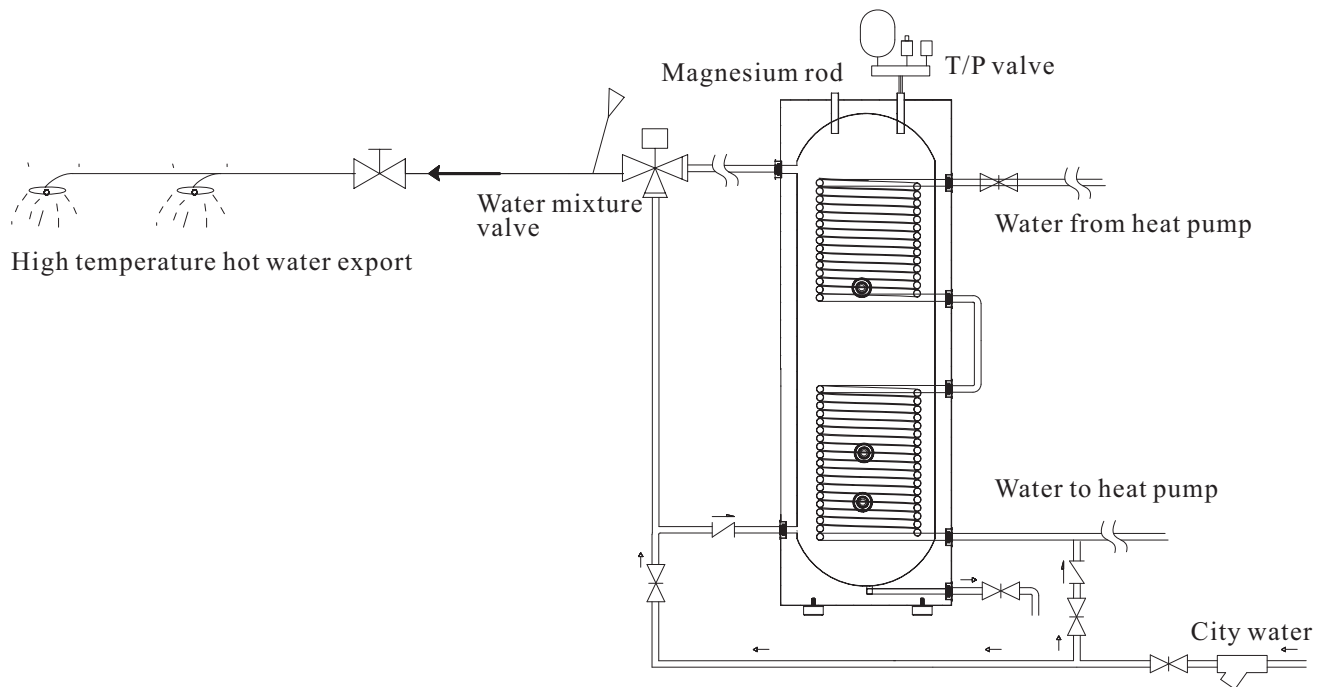 T/P valve
Magnesium rod
Water mixture
valve
Water from heat pump
High temperature hot water export
Water to heat pump
City water